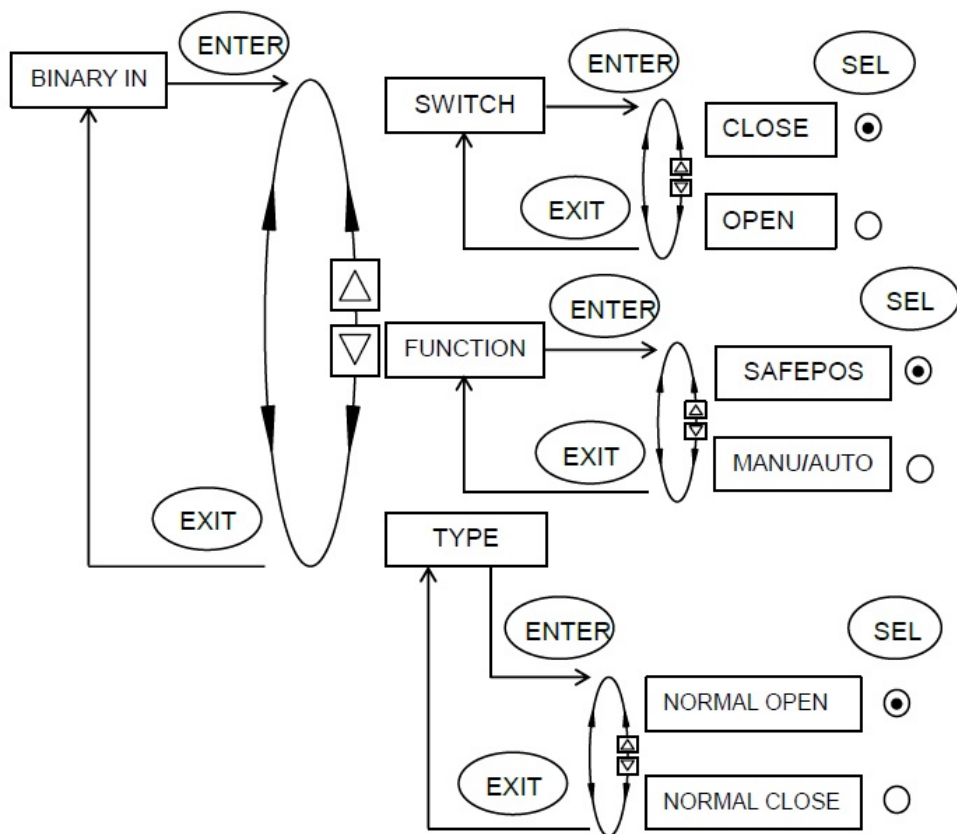 ENTER
BINARY IN
ENTER
SEL
SWITCH
CLOSE
EXIT
OPEN
ENTER
SEL
FUNCTION
SAFEPOS
EXIT
MANU/AUTO
EXIT
TYPE
ENTER
SEL
NORMAL OPEN
EXIT
NORMAL CLOSE